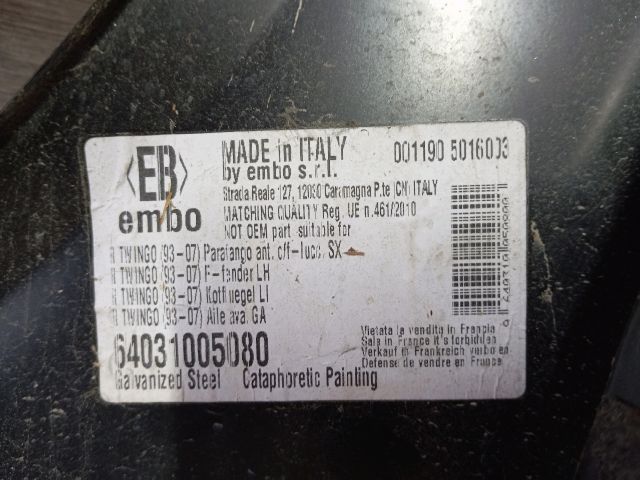 EB
embo
MADE in ITALY
by embo s.r.l.
001190 5016003
Strada Reale 127, 12030 Caramagna P.te (CN) ITALY
MATCHING QUALITY Reg. UE n.461/2010
NOT OEM part, suitable for
R TWINGO (93-07) Parafango ant. off-fuco. SX
R TWINGO (93-07) F-fender LH
R TWINGO (93-07) Kotfluegel LI
R TWINGO (93-07) Aile ava. GA
64031005080
Galvanized Steel Cataphoretic Painting
Vietata la vendita in Francia
Sale in France it's forbidden
Verkauf in Frankreich verboten
Defense de vendre en France